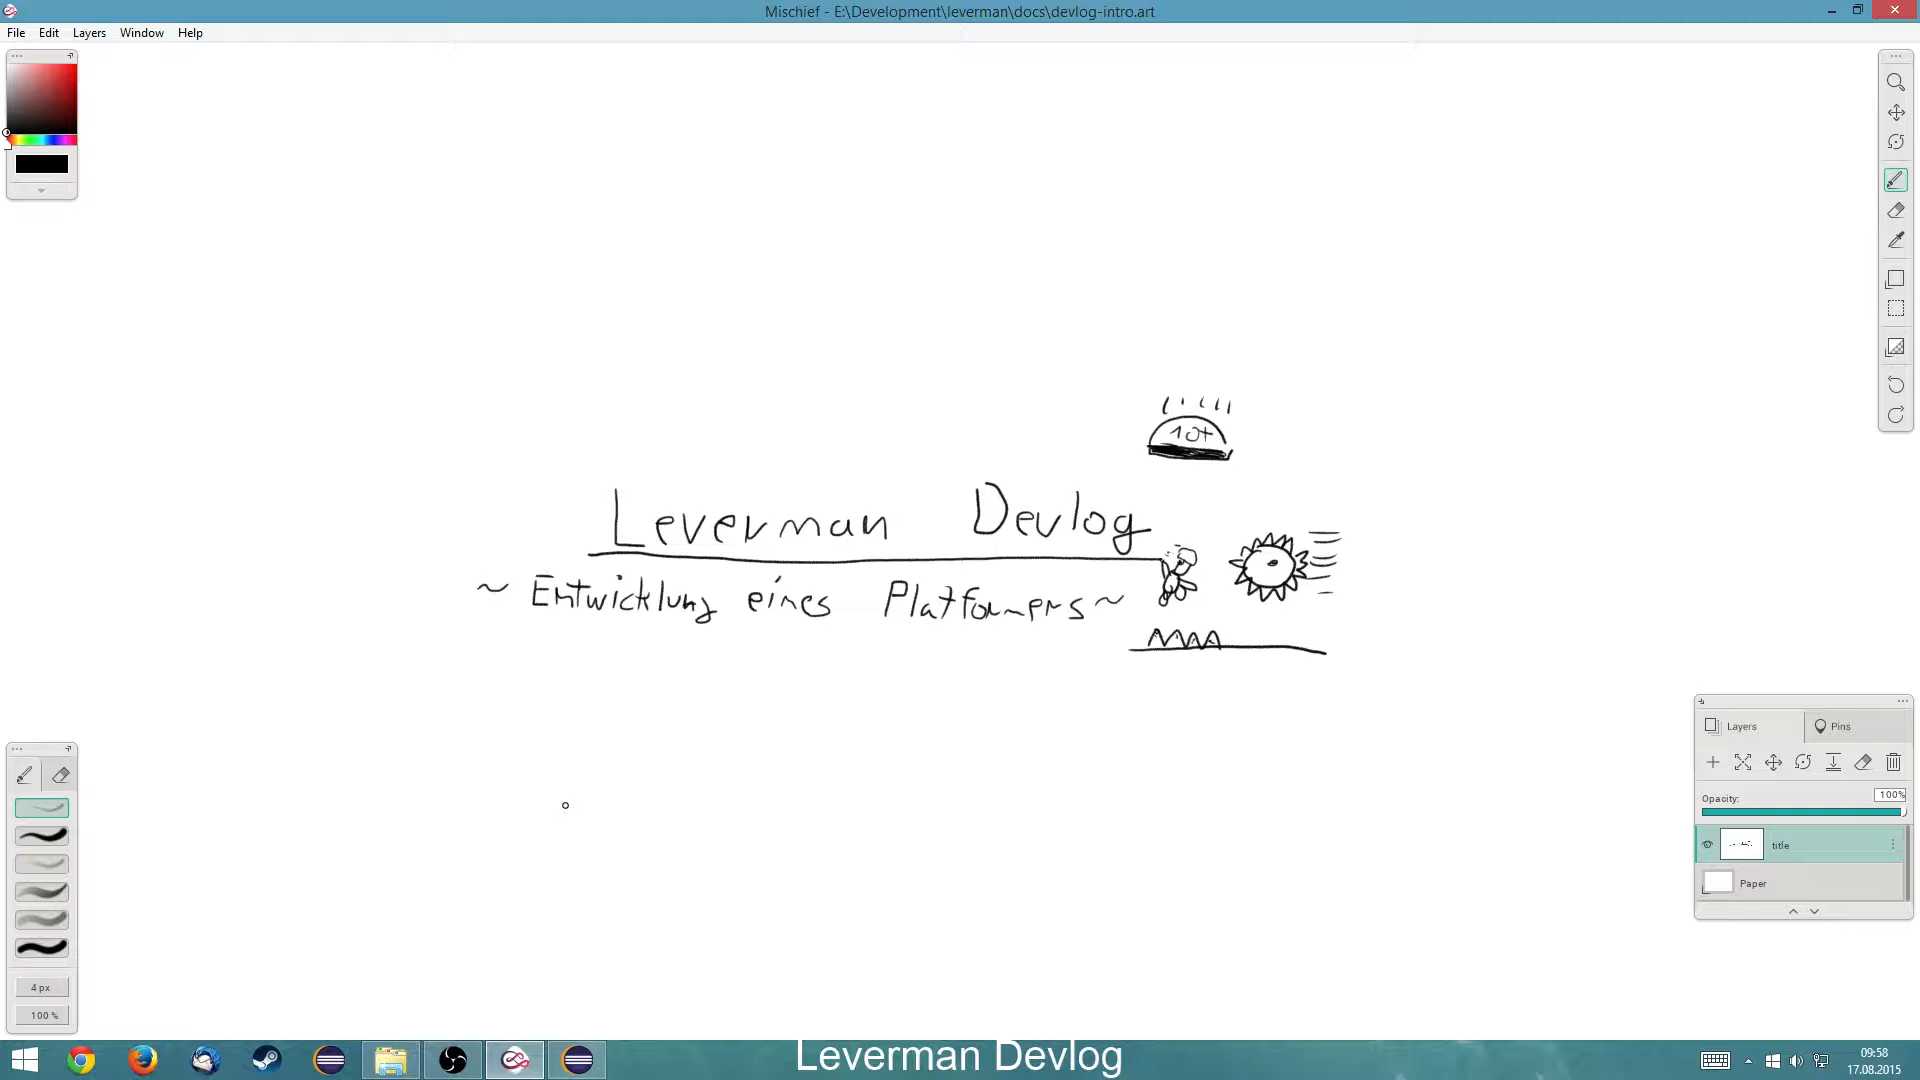 Mischief - E:\Development\leverman\docs\devlog-intro.art
File Edit Layers Window Help
10t
Leverman Devlog
~ Entwicklung eines Platformers ~
Layers Pins
Opacity: 100%
title
Paper
4 px
100 %
Leverman Devlog
09:58
17.08.2015